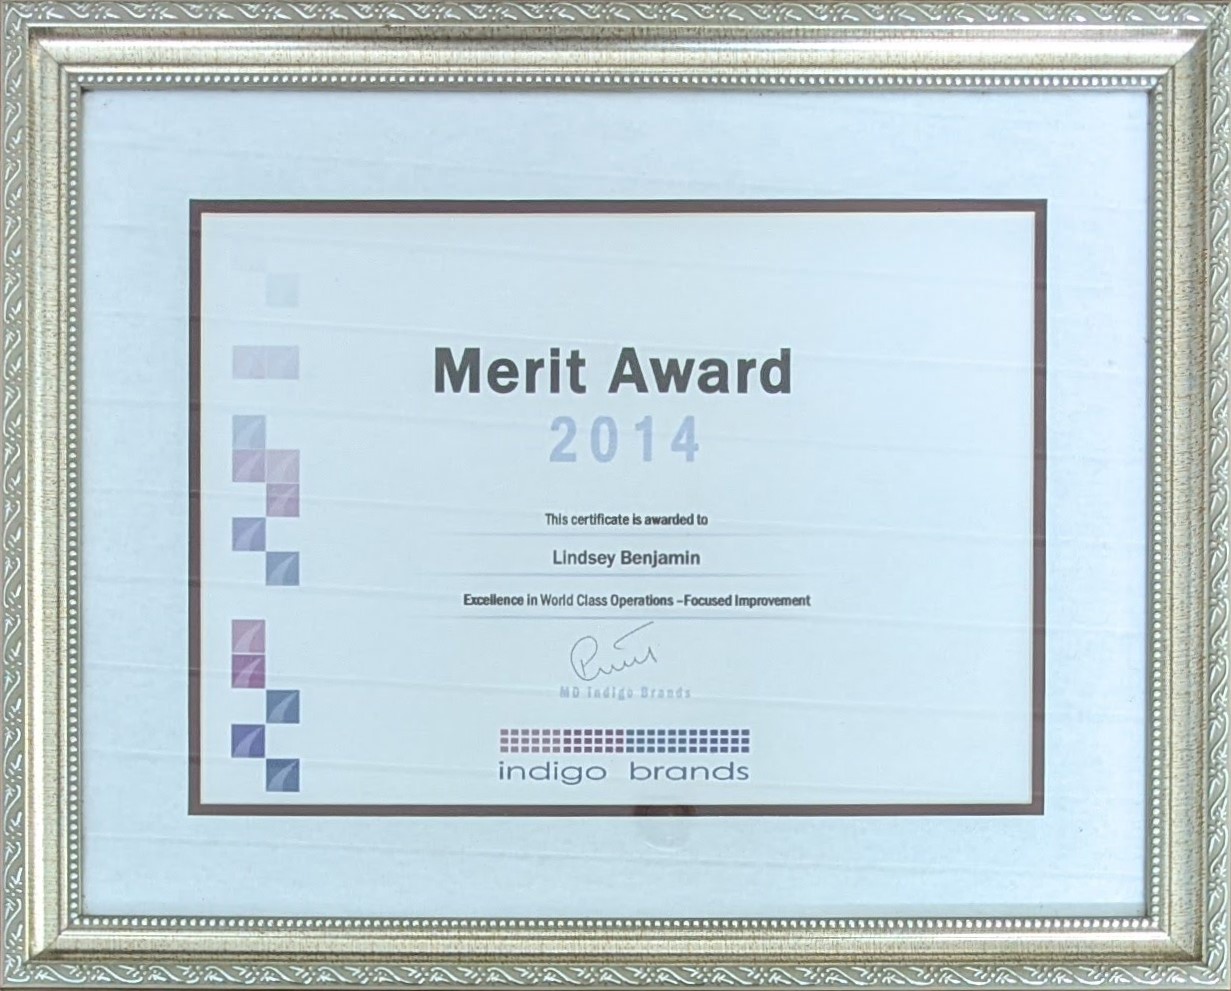 Merit Award
2014
This certificate is awarded to
Lindsey Benjamin
Excellence in World Class Operations –Focused Improvement
MD Indigo Brands
indigo brands